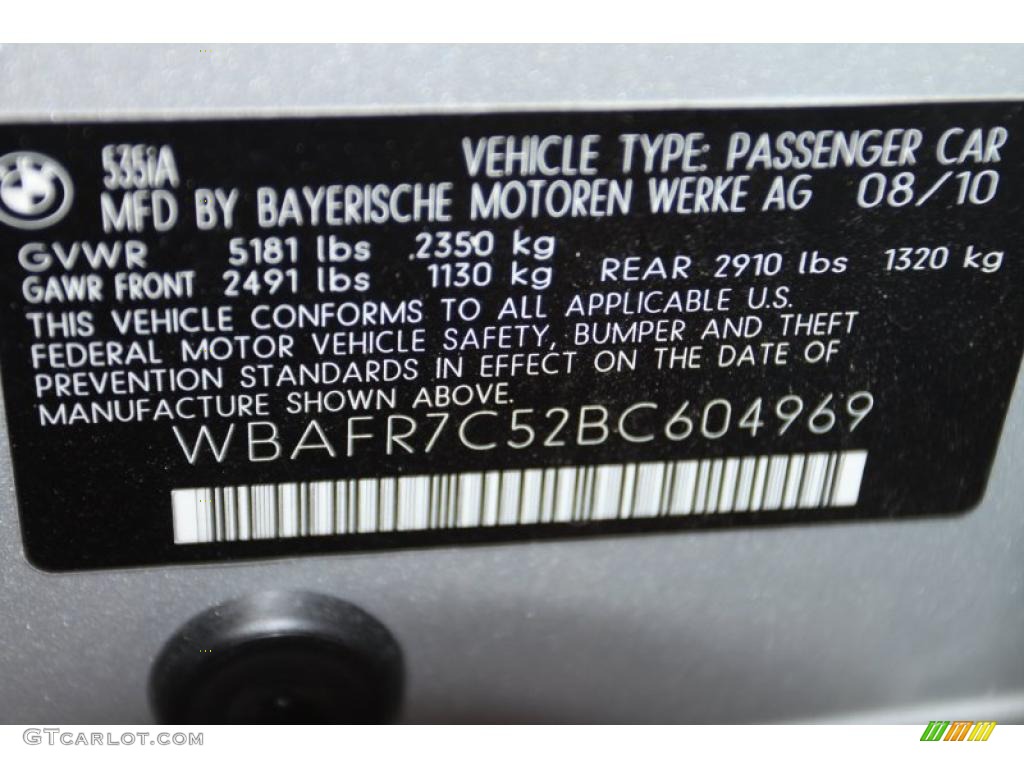 535iA VEHICLE TYPE: PASSENGER CAR
MFD BY BAYERISCHE MOTOREN WERKE AG 08/10
GVWR 5181 lbs 2350 kg
GAWR FRONT 2491 lbs 1130 kg REAR 2910 lbs 1320 kg
THIS VEHICLE CONFORMS TO ALL APPLICABLE U.S.
FEDERAL MOTOR VEHICLE SAFETY, BUMPER AND THEFT
PREVENTION STANDARDS IN EFFECT ON THE DATE OF
MANUFACTURE SHOWN ABOVE.
WBAFR7C52BC604969
GTCARLOT.COM